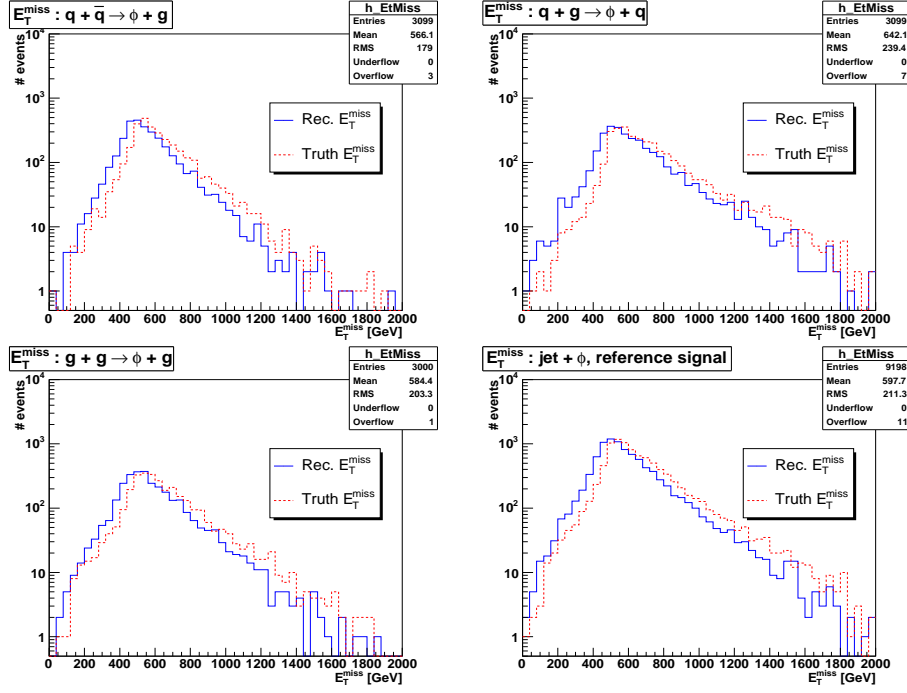 E_T^miss : q + q̅ → ϕ + g
h_EtMiss
Entries 3099
Mean 566.1
RMS 179
Underflow 0
Overflow 3
# events
10^4
10^3
10^2
10
1
Rec. E_T^miss
Truth E_T^miss
0 200 400 600 800 1000 1200 1400 1600 1800 2000
E_T^miss [GeV]
E_T^miss : q + g → ϕ + q
h_EtMiss
Entries 3099
Mean 642.1
RMS 239.4
Underflow 0
Overflow 7
# events
10^4
10^3
10^2
10
1
Rec. E_T^miss
Truth E_T^miss
0 200 400 600 800 1000 1200 1400 1600 1800 2000
E_T^miss [GeV]
E_T^miss : g + g → ϕ + g
h_EtMiss
Entries 3000
Mean 584.4
RMS 203.3
Underflow 0
Overflow 1
# events
10^4
10^3
10^2
10
1
Rec. E_T^miss
Truth E_T^miss
0 200 400 600 800 1000 1200 1400 1600 1800 2000
E_T^miss [GeV]
E_T^miss : jet + ϕ, reference signal
h_EtMiss
Entries 9198
Mean 597.7
RMS 211.3
Underflow 0
Overflow 11
# events
10^4
10^3
10^2
10
1
Rec. E_T^miss
Truth E_T^miss
0 200 400 600 800 1000 1200 1400 1600 1800 2000
E_T^miss [GeV]